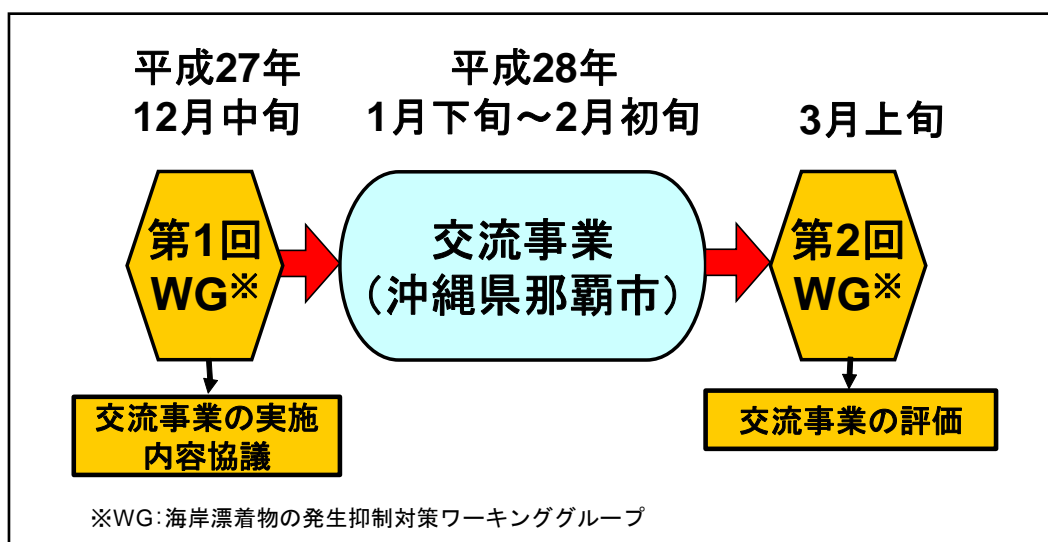 平成27年
12月中旬
平成28年
1月下旬～2月初旬
3月上旬
第1回
WG※
交流事業
（沖縄県那覇市）
第2回
WG※
交流事業の実施
内容協議
交流事業の評価
※WG：海岸漂着物の発生抑制対策ワーキンググループ